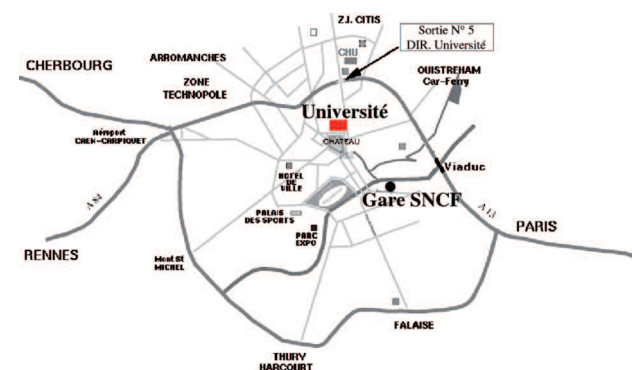 Z.I. CITIS
Sortie N° 5
DIR. Université
CHU
CHERBOURG
ARROMANCHES
OUISTREHAM
Car-Ferry
ZONE
TECHNOPOLE
Université
Aéroport
CAEN-CARPIQUET
CHATEAU
Viaduc
HOTEL
DE
VILLE
Gare SNCF
A 84
A 13
PALAIS
DES SPORTS
PARC
EXPO
PARIS
RENNES
Mont St
MICHEL
FALAISE
THURY
HARCOURT